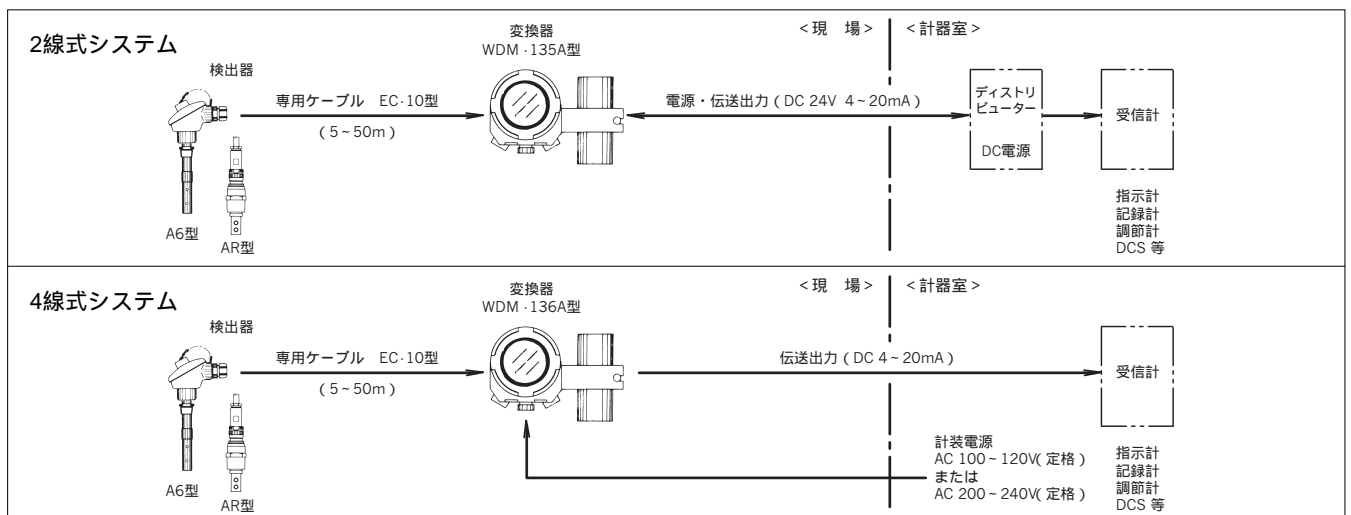 2線式システム
検出器
A6型
AR型
専用ケーブル EC·10型
(5~50m)
変換器
WDM·135A型
<現 場>
<計器室>
電源・伝送出力(DC 24V 4~20mA)
ディストリ
ビューター
DC電源
受信計
指示計
記録計
調節計
DCS 等
4線式システム
検出器
A6型
AR型
専用ケーブル EC·10型
(5~50m)
変換器
WDM·136A型
<現 場>
<計器室>
伝送出力(DC 4~20mA)
計装電源
AC 100~120V(定格)
または
AC 200~240V(定格)
受信計
指示計
記録計
調節計
DCS 等